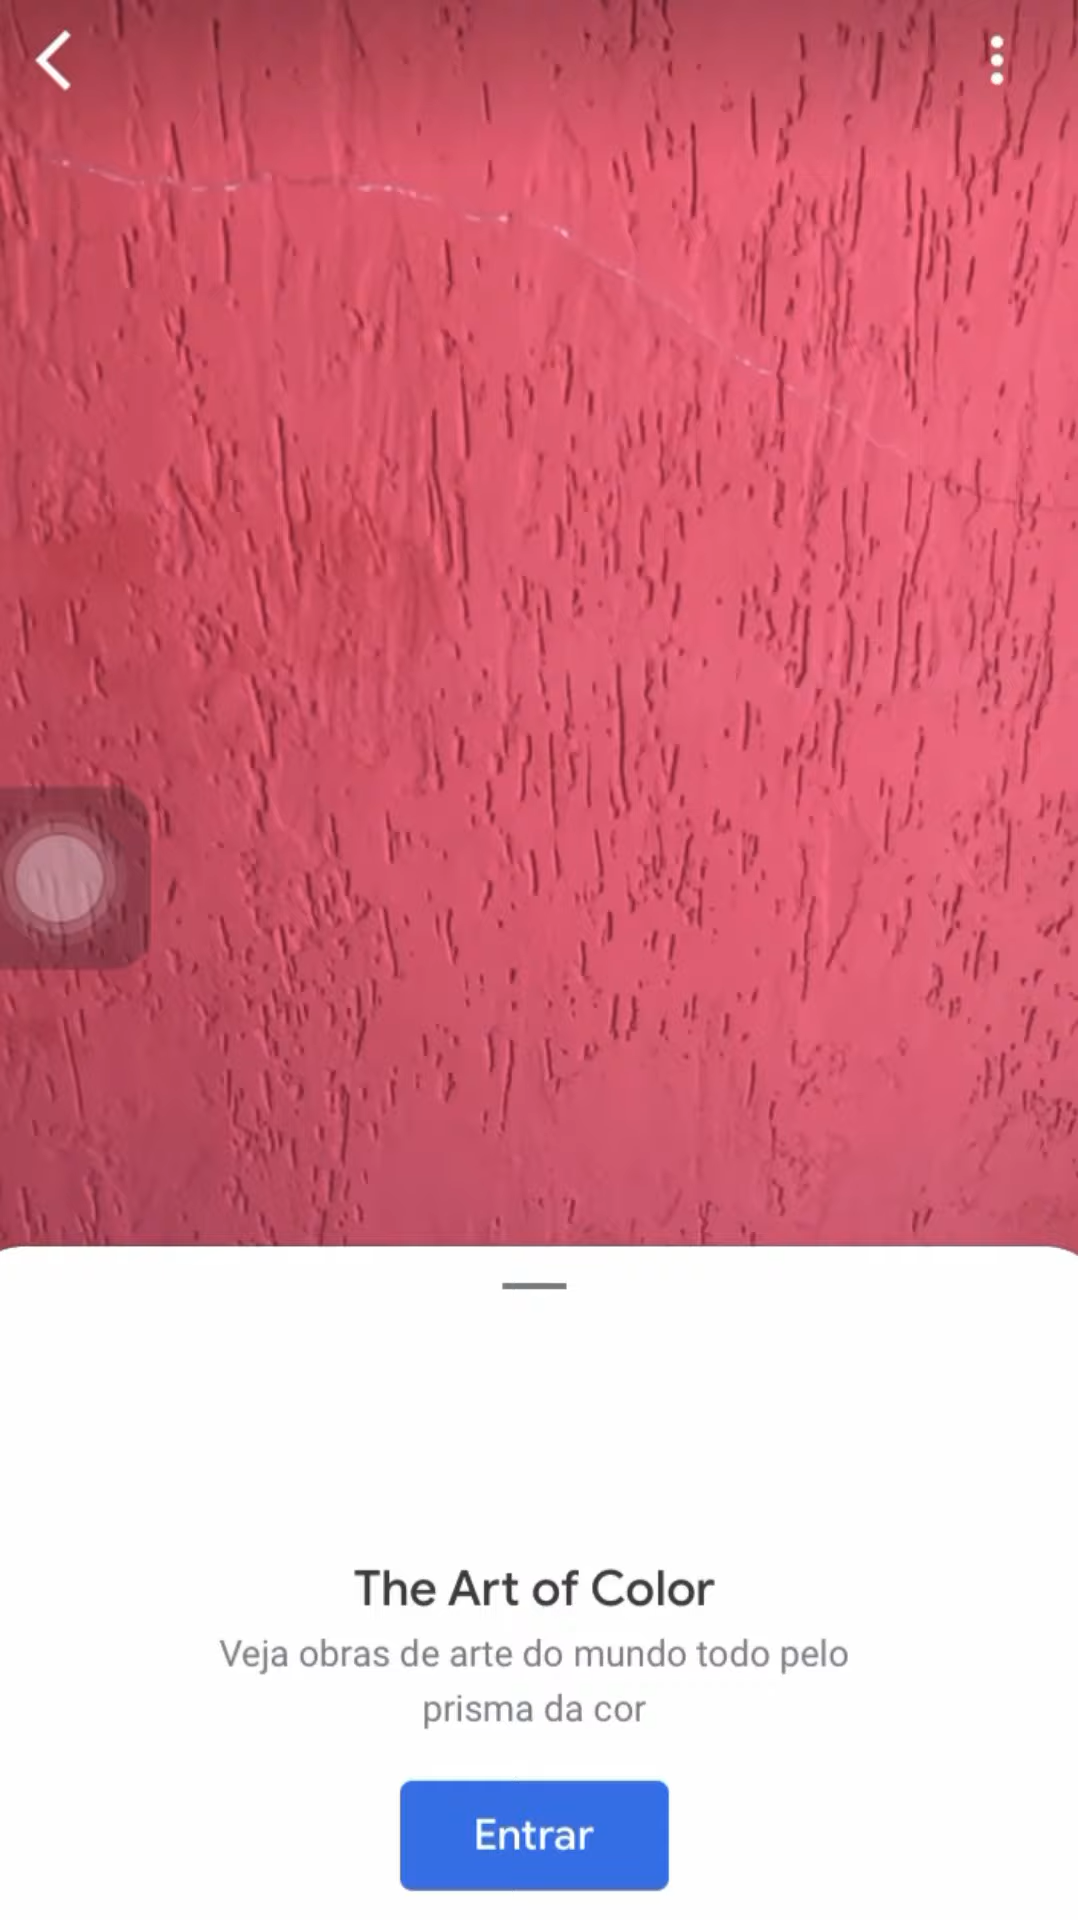 The Art of Color
Veja obras de arte do mundo todo pelo
prisma da cor
Entrar